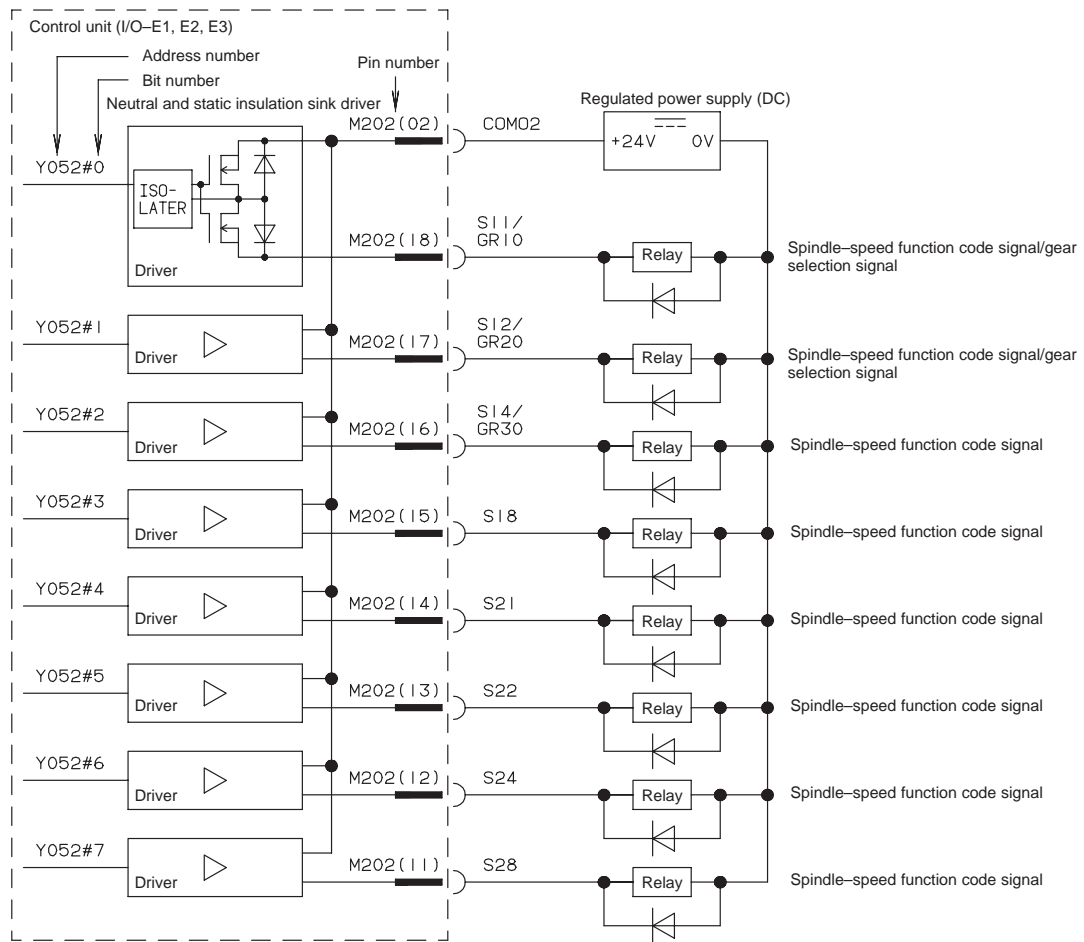 Control unit (I/O–E1, E2, E3)
Address number
Bit number
Pin number
Neutral and static insulation sink driver
Regulated power supply (DC)
M202(02)
COM02
+24V
0V
Y052#0
ISO-
LATER
Driver
M202(18)
S11/
GR10
Relay
Spindle–speed function code signal/gear
selection signal
Y052#1
Driver
M202(17)
S12/
GR20
Relay
Spindle–speed function code signal/gear
selection signal
Y052#2
Driver
M202(16)
S14/
GR30
Relay
Spindle–speed function code signal
Y052#3
Driver
M202(15)
S18
Relay
Spindle–speed function code signal
Y052#4
Driver
M202(14)
S21
Relay
Spindle–speed function code signal
Y052#5
Driver
M202(13)
S22
Relay
Spindle–speed function code signal
Y052#6
Driver
M202(12)
S24
Relay
Spindle–speed function code signal
Y052#7
Driver
M202(11)
S28
Relay
Spindle–speed function code signal